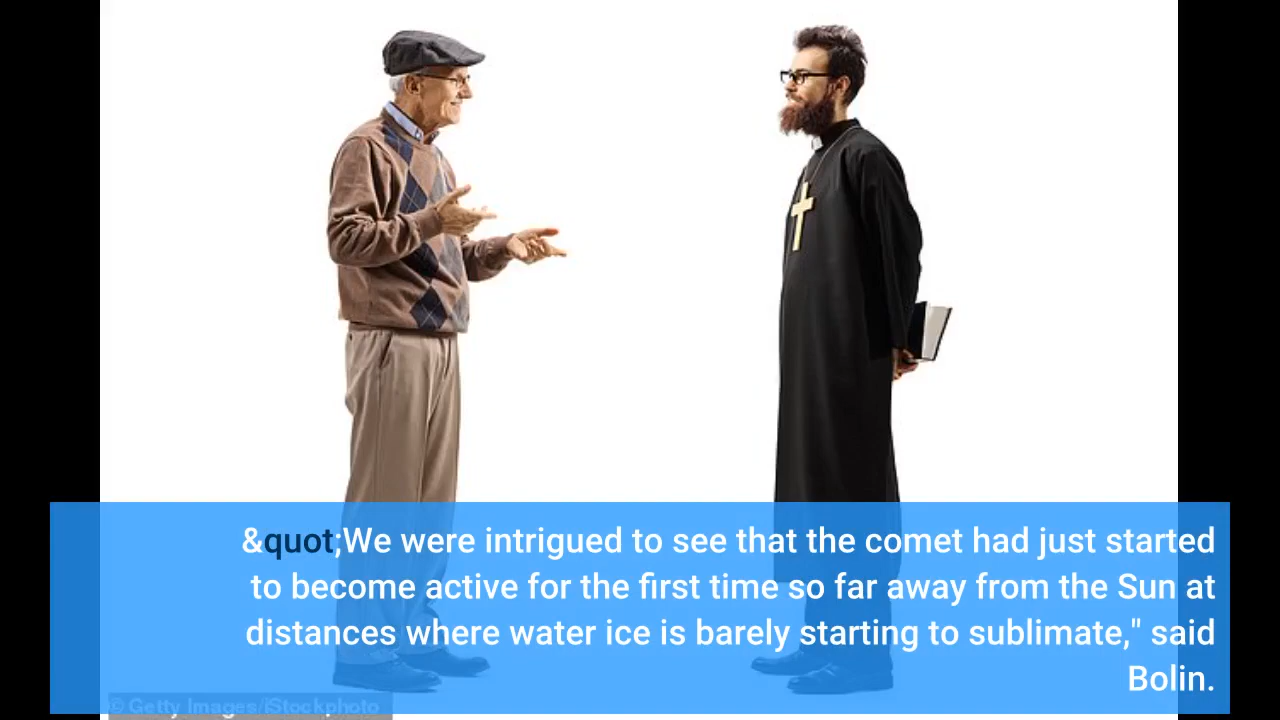 &quot;We were intrigued to see that the comet had just started
to become active for the first time so far away from the Sun at
distances where water ice is barely starting to sublimate," said
Bolin.
© Getty Images/iStockphoto